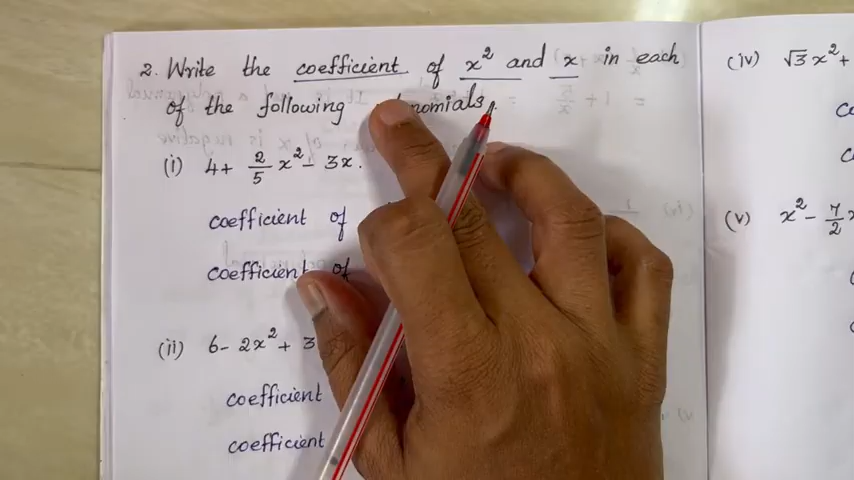 2. Write the coefficient of x² and x in each
of the following
(i) 4 + 2/5 x² - 3x.
coefficient of
coefficient of
(ii) 6 - 2x² + 3
coefficient
coefficient
(iv) √3 x² +
(v) x² - 7/2 x